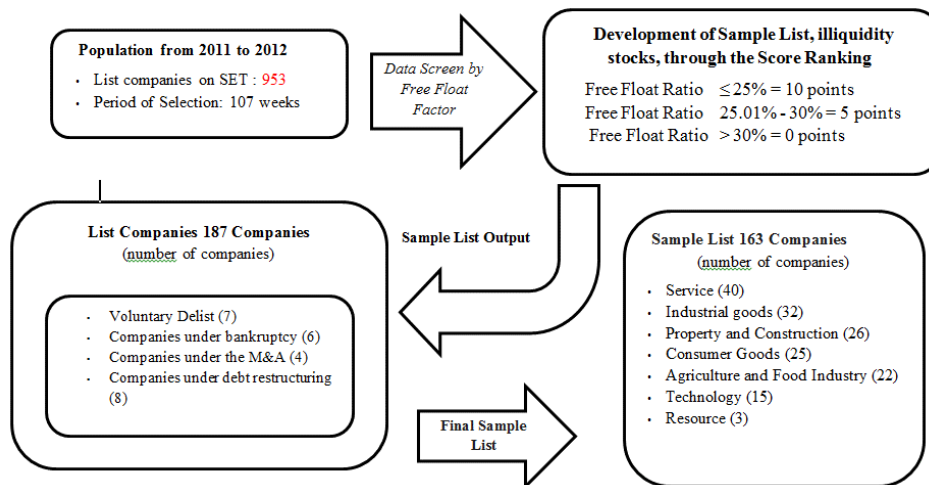 Population from 2011 to 2012
· List companies on SET : 953
· Period of Selection: 107 weeks
Data Screen by
Free Float
Factor
Development of Sample List, illiquidity
stocks, through the Score Ranking
Free Float Ratio ≤25% = 10 points
Free Float Ratio 25.01% - 30% = 5 points
Free Float Ratio >30% = 0 points
List Companies 187 Companies
(number of companies)
· Voluntary Delist (7)
· Companies under bankruptcy (6)
· Companies under the M&A (4)
· Companies under debt restructuring
(8)
Sample List Output
Sample List 163 Companies
(number of companies)
· Service (40)
· Industrial goods (32)
· Property and Construction (26)
· Consumer Goods (25)
· Agriculture and Food Industry (22)
· Technology (15)
· Resource (3)
Final Sample
List